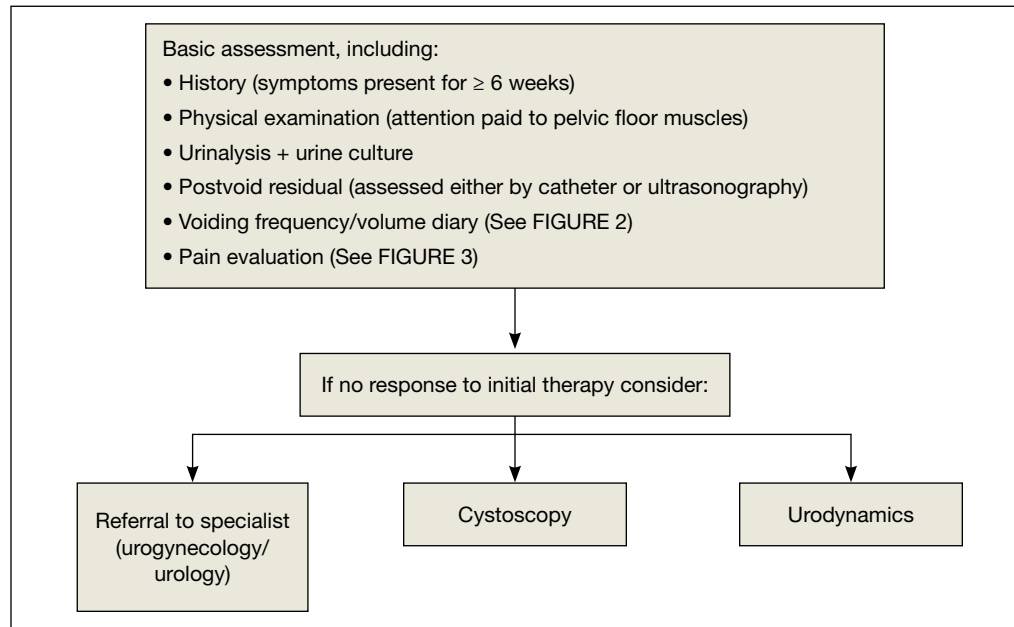 Basic assessment, including:
• History (symptoms present for ≥ 6 weeks)
• Physical examination (attention paid to pelvic floor muscles)
• Urinalysis + urine culture
• Postvoid residual (assessed either by catheter or ultrasonography)
• Voiding frequency/volume diary (See FIGURE 2)
• Pain evaluation (See FIGURE 3)
If no response to initial therapy consider:
Referral to specialist
(urogynecology/
urology)
Cystoscopy
Urodynamics